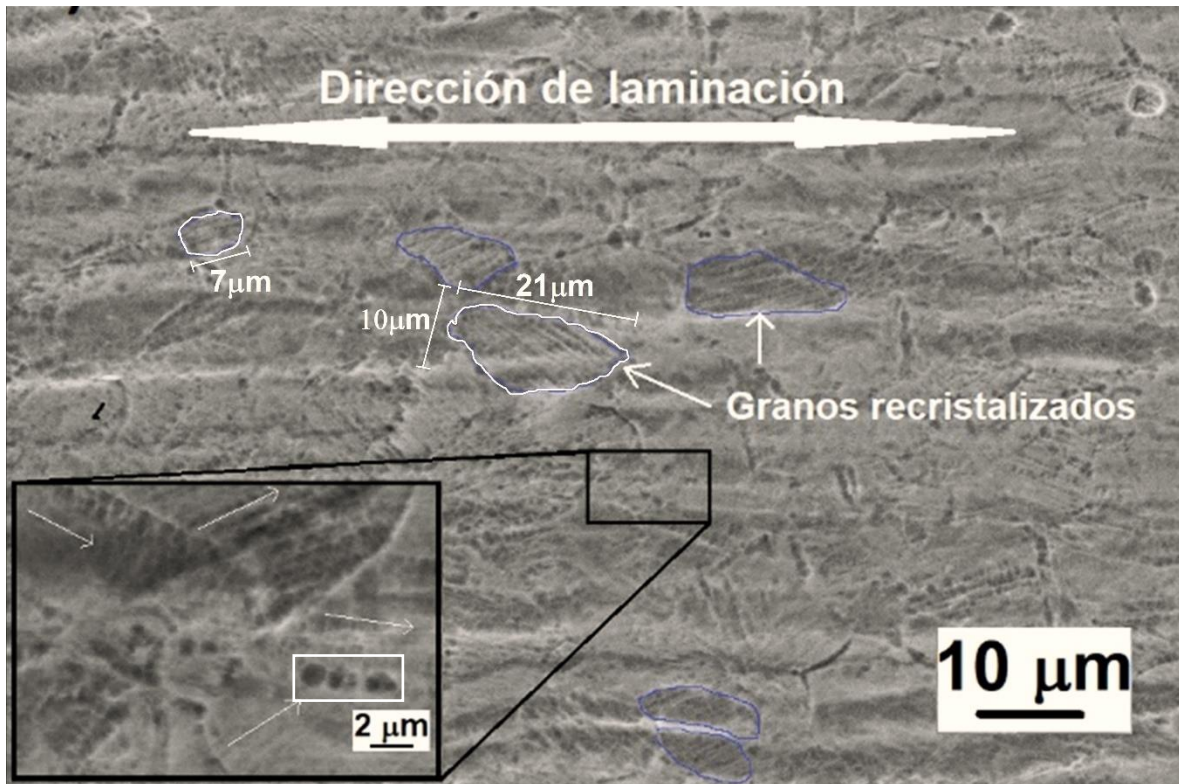 Dirección de laminación
7μm
21μm
10μm
Granos recristalizados
2 μm
10 μm